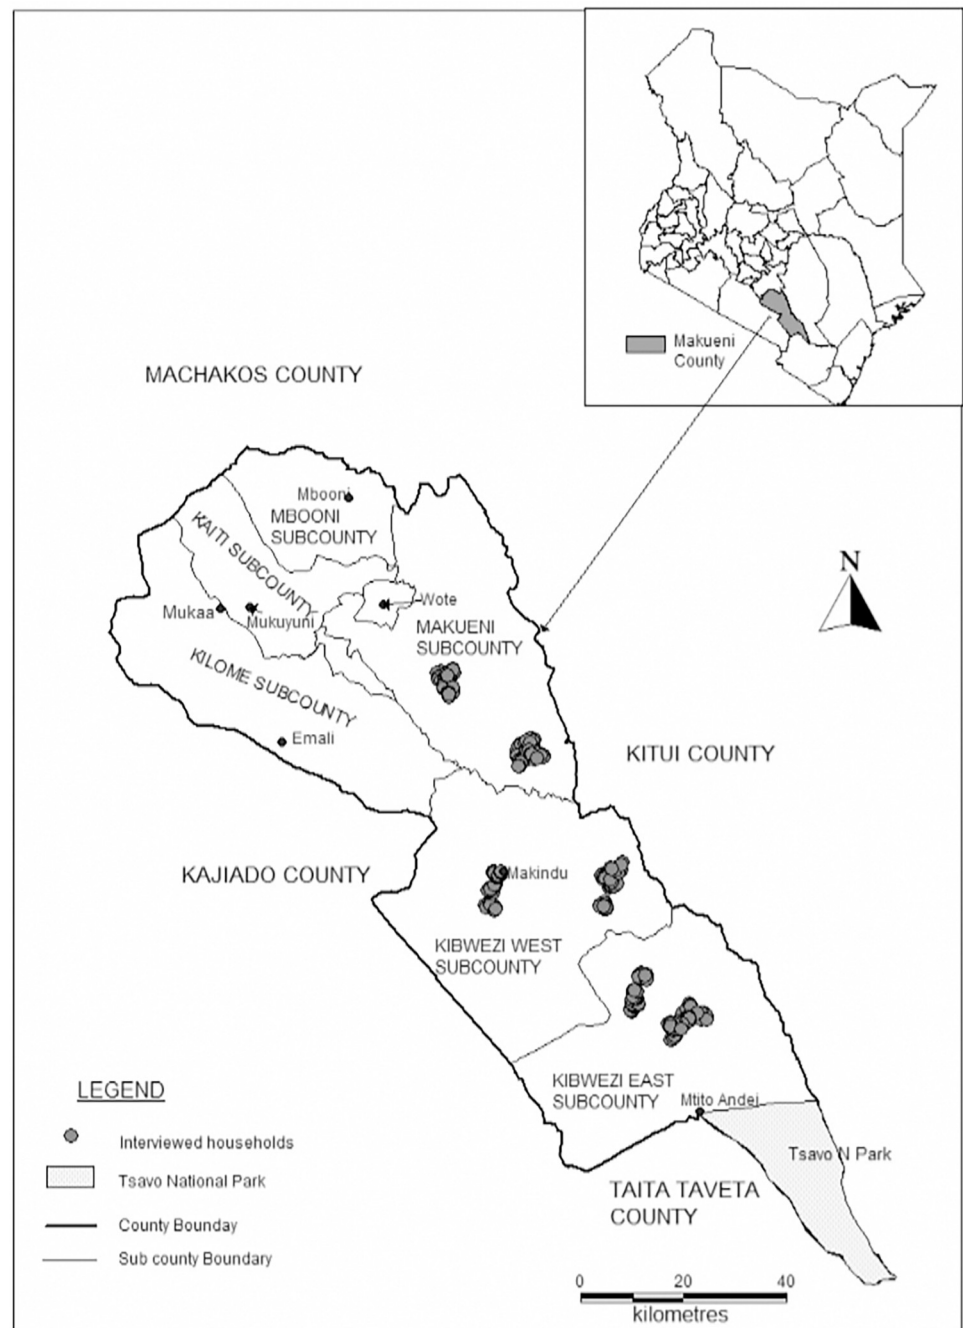 Makueni
County
MACHAKOS COUNTY
Mbooni
MBOONI
SUBCOUNTY
KAITI SUBCOUNTY
N
Wote
Mukaa
Mukuyuni
MAKUENI
SUBCOUNTY
KILOME SUBCOUNTY
Emali
KITUI COUNTY
KAJIADO COUNTY
Makindu
KIBWEZI WEST
SUBCOUNTY
KIBWEZI EAST
SUBCOUNTY
Mtito Andei
Tsavo N Park
TAITA TAVETA
COUNTY
LEGEND
Interviewed households
Tsavo National Park
County Bounday
Sub county Boundary
0 20 40
kilometres